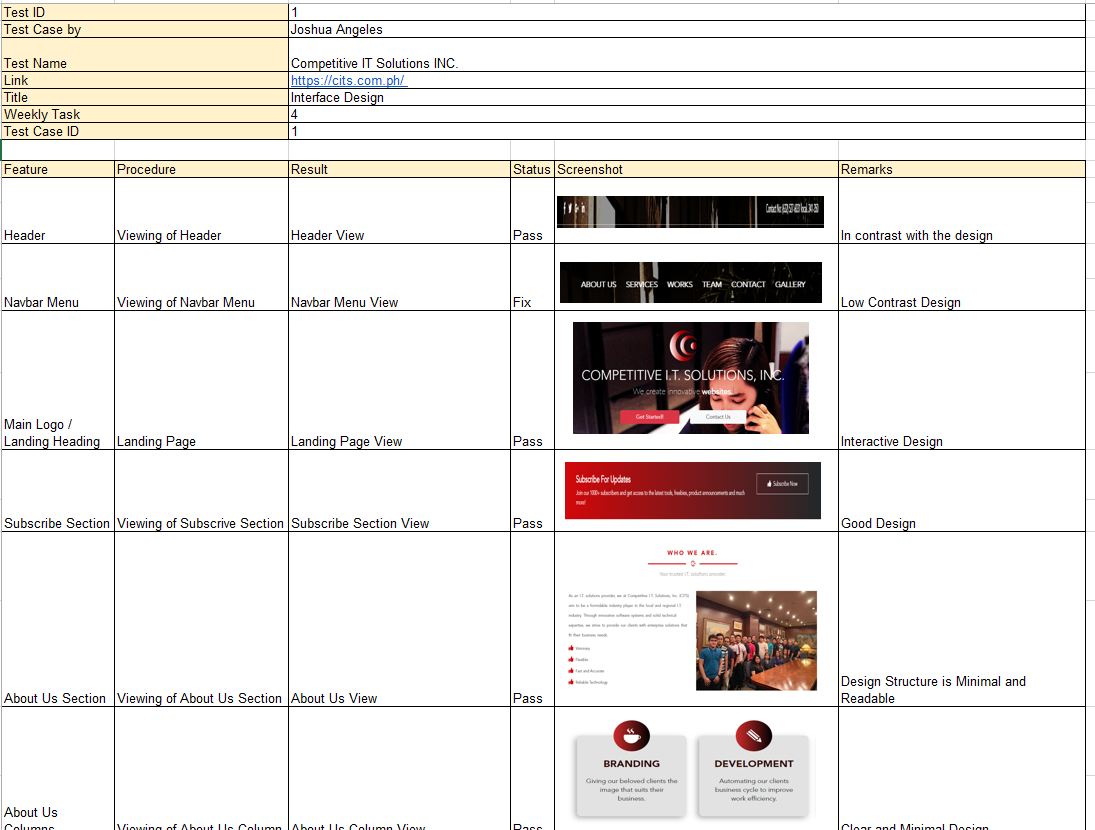 Test ID 1
Test Case by Joshua Angeles
Test Name Competitive IT Solutions INC.
Link https://cits.com.ph/
Title Interface Design
Weekly Task 4
Test Case ID 1
Feature Procedure Result Status Screenshot Remarks
Contact No: (632)
Header Viewing of Header Header View Pass In contrast with the design
ABOUT US SERVICES WORKS TEAM CONTACT GALLERY
Navbar Menu Viewing of Navbar Menu Navbar Menu View Fix Low Contrast Design
COMPETITIVE I.T. SOLUTIONS, INC.
We create innovative websites.
Get Started!! Contact Us
Main Logo /
Landing Heading Landing Page Landing Page View Pass Interactive Design
Subscribe For Updates
Subscribe Now
Join our 1000+ subscribers and get access to the latest tools, freebies, product announcements and much
more!
Subscribe Section Viewing of Subscrive Section Subscribe Section View Pass Good Design
WHO WE ARE.
Your trusted I.T. solutions provider.
As an I.T. solutions provider, we at Competitive I.T. Solutions, Inc. (CITS)
aim to be a formidable industry player in the local and regional I.T.
industry. Through innovative software systems and solid technical
expertise, we strive to provide our clients with enterprise solutions that
fit their business needs.
Flexible
Fast and Accurate
Reliable Technology
Design Structure is Minimal and
About Us Section Viewing of About Us Section About Us View Pass Readable
BRANDING DEVELOPMENT
Giving our beloved clients the Automating our clients
image that suits their business cycle to improve
business. work efficiency.
About Us
Columns Viewing of About Us Column About Us Column View Pass Clear and Minimal Design